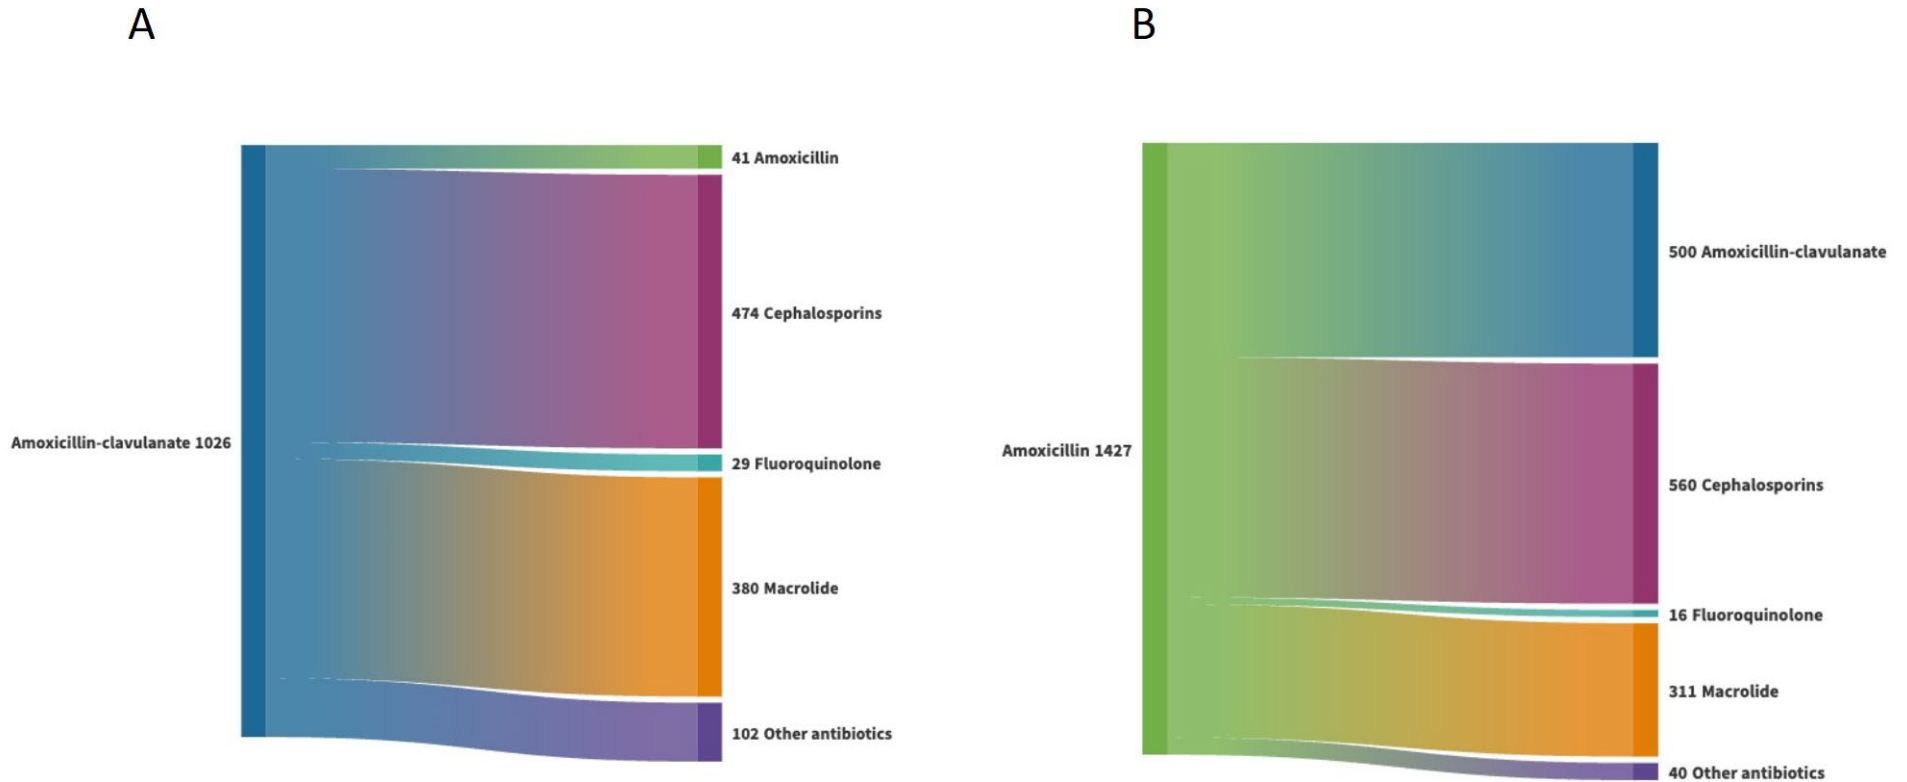 A
B
41 Amoxicillin
474 Cephalosporins
Amoxicillin-clavulanate 1026
29 Fluoroquinolone
380 Macrolide
102 Other antibiotics
500 Amoxicillin-clavulanate
Amoxicillin 1427
560 Cephalosporins
16 Fluoroquinolone
311 Macrolide
40 Other antibiotics